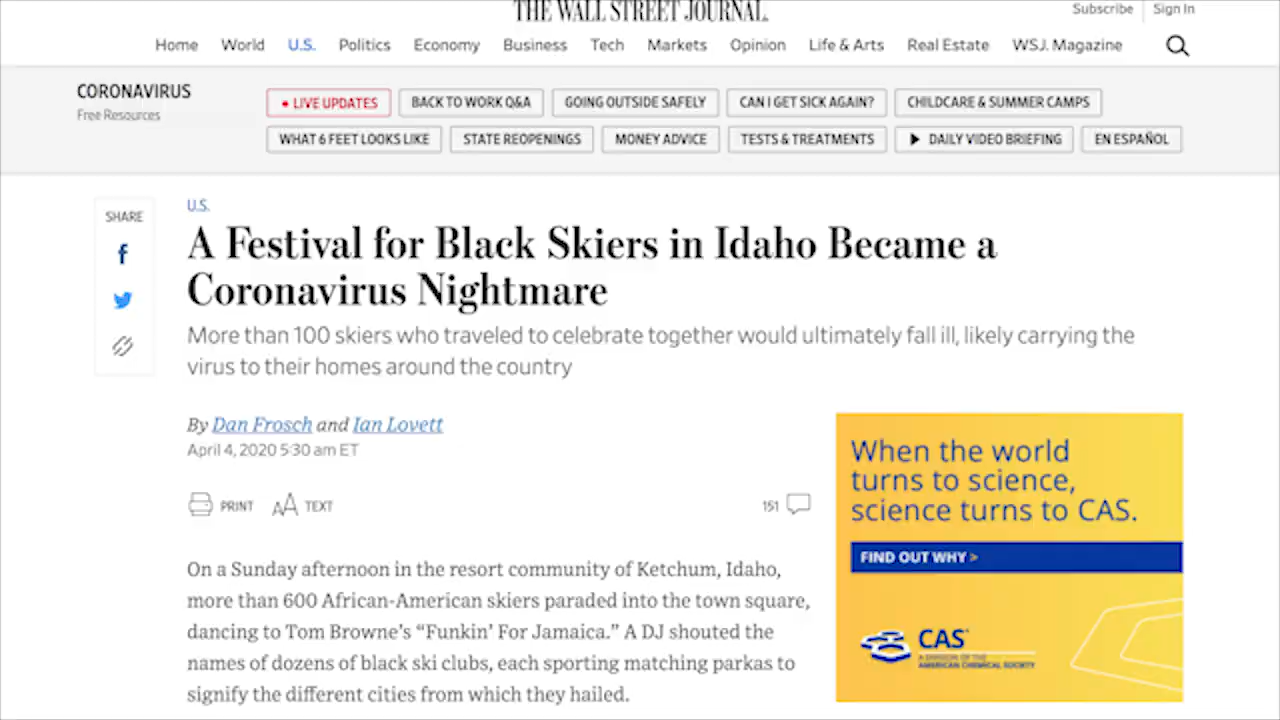 THE WALL STREET JOURNAL.
Subscribe Sign In
Home World U.S. Politics Economy Business Tech Markets Opinion Life & Arts Real Estate WSJ. Magazine
CORONAVIRUS
Free Resources
LIVE UPDATES BACK TO WORK Q&A GOING OUTSIDE SAFELY CAN I GET SICK AGAIN? CHILDCARE & SUMMER CAMPS
WHAT 6 FEET LOOKS LIKE STATE REOPENINGS MONEY ADVICE TESTS & TREATMENTS DAILY VIDEO BRIEFING EN ESPAÑOL
SHARE
U.S.
A Festival for Black Skiers in Idaho Became a
Coronavirus Nightmare
More than 100 skiers who traveled to celebrate together would ultimately fall ill, likely carrying the
virus to their homes around the country
By Dan Frosch and Ian Lovett
April 4, 2020 5:30 am ET
PRINT AA TEXT
151
On a Sunday afternoon in the resort community of Ketchum, Idaho,
more than 600 African-American skiers paraded into the town square,
dancing to Tom Browne's “Funkin' For Jamaica.” A DJ shouted the
names of dozens of black ski clubs, each sporting matching parkas to
signify the different cities from which they hailed.
When the world
turns to science,
science turns to CAS.
FIND OUT WHY >
CAS
A DIVISION OF THE
AMERICAN CHEMICAL SOCIETY